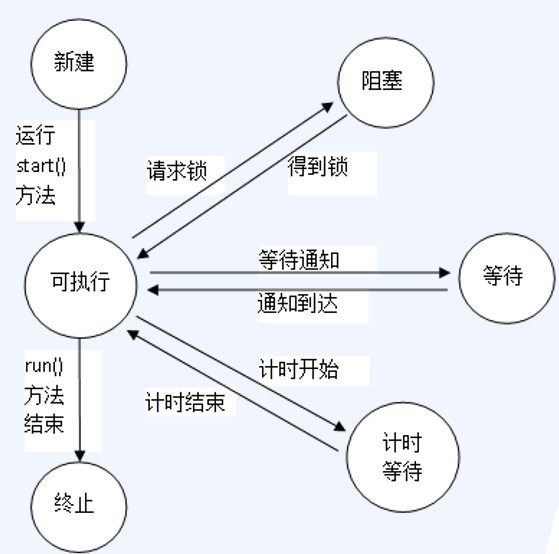 新建
阻塞
运行
start()
方法
请求锁
得到锁
可执行
等待通知
等待
通知到达
run()
方法
结束
计时开始
计时结束
计时
等待
终止